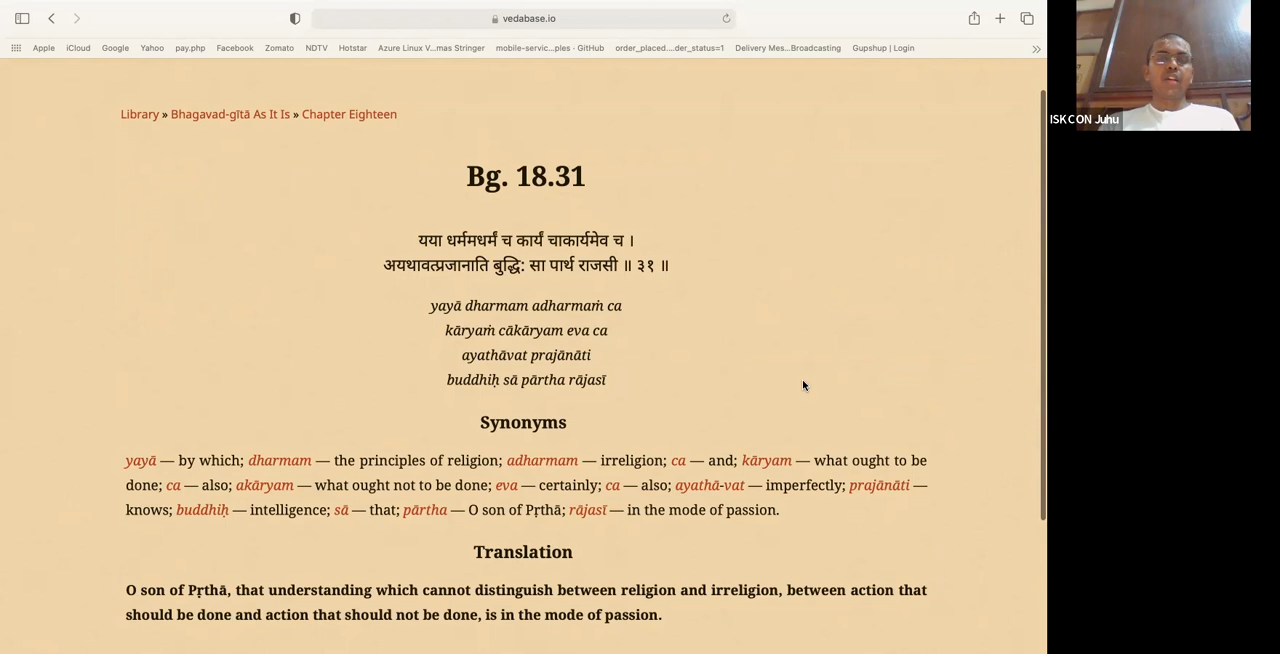 vedabase.io
Apple iCloud Google Yahoo pay.php Facebook Zomato NDTV Hotstar Azure Linux V...mas Stringer mobile-servic...ples · GitHub order_placed....der_status=1 Delivery Mes...Broadcasting Gupshup | Login
ISKCON Juhu
Library » Bhagavad-gītā As It Is » Chapter Eighteen
Bg. 18.31
यया धर्ममधर्मं च कार्यं चाकार्यमेव च ।
अयथावत्प्रजानाति बुद्धि: सा पार्थ राजसी ॥ ३१ ॥
yayā dharmam adharmaṁ ca
kāryaṁ cākāryam eva ca
ayathāvat prajānāti
buddhiḥ sā pārtha rājasī
Synonyms
yayā — by which; dharmam — the principles of religion; adharmam — irreligion; ca — and; kāryam — what ought to be
done; ca — also; akāryam — what ought not to be done; eva — certainly; ca — also; ayathā-vat — imperfectly; prajānāti —
knows; buddhiḥ — intelligence; sā — that; pārtha — O son of Pṛthā; rājasī — in the mode of passion.
Translation
O son of Pṛthā, that understanding which cannot distinguish between religion and irreligion, between action that
should be done and action that should not be done, is in the mode of passion.